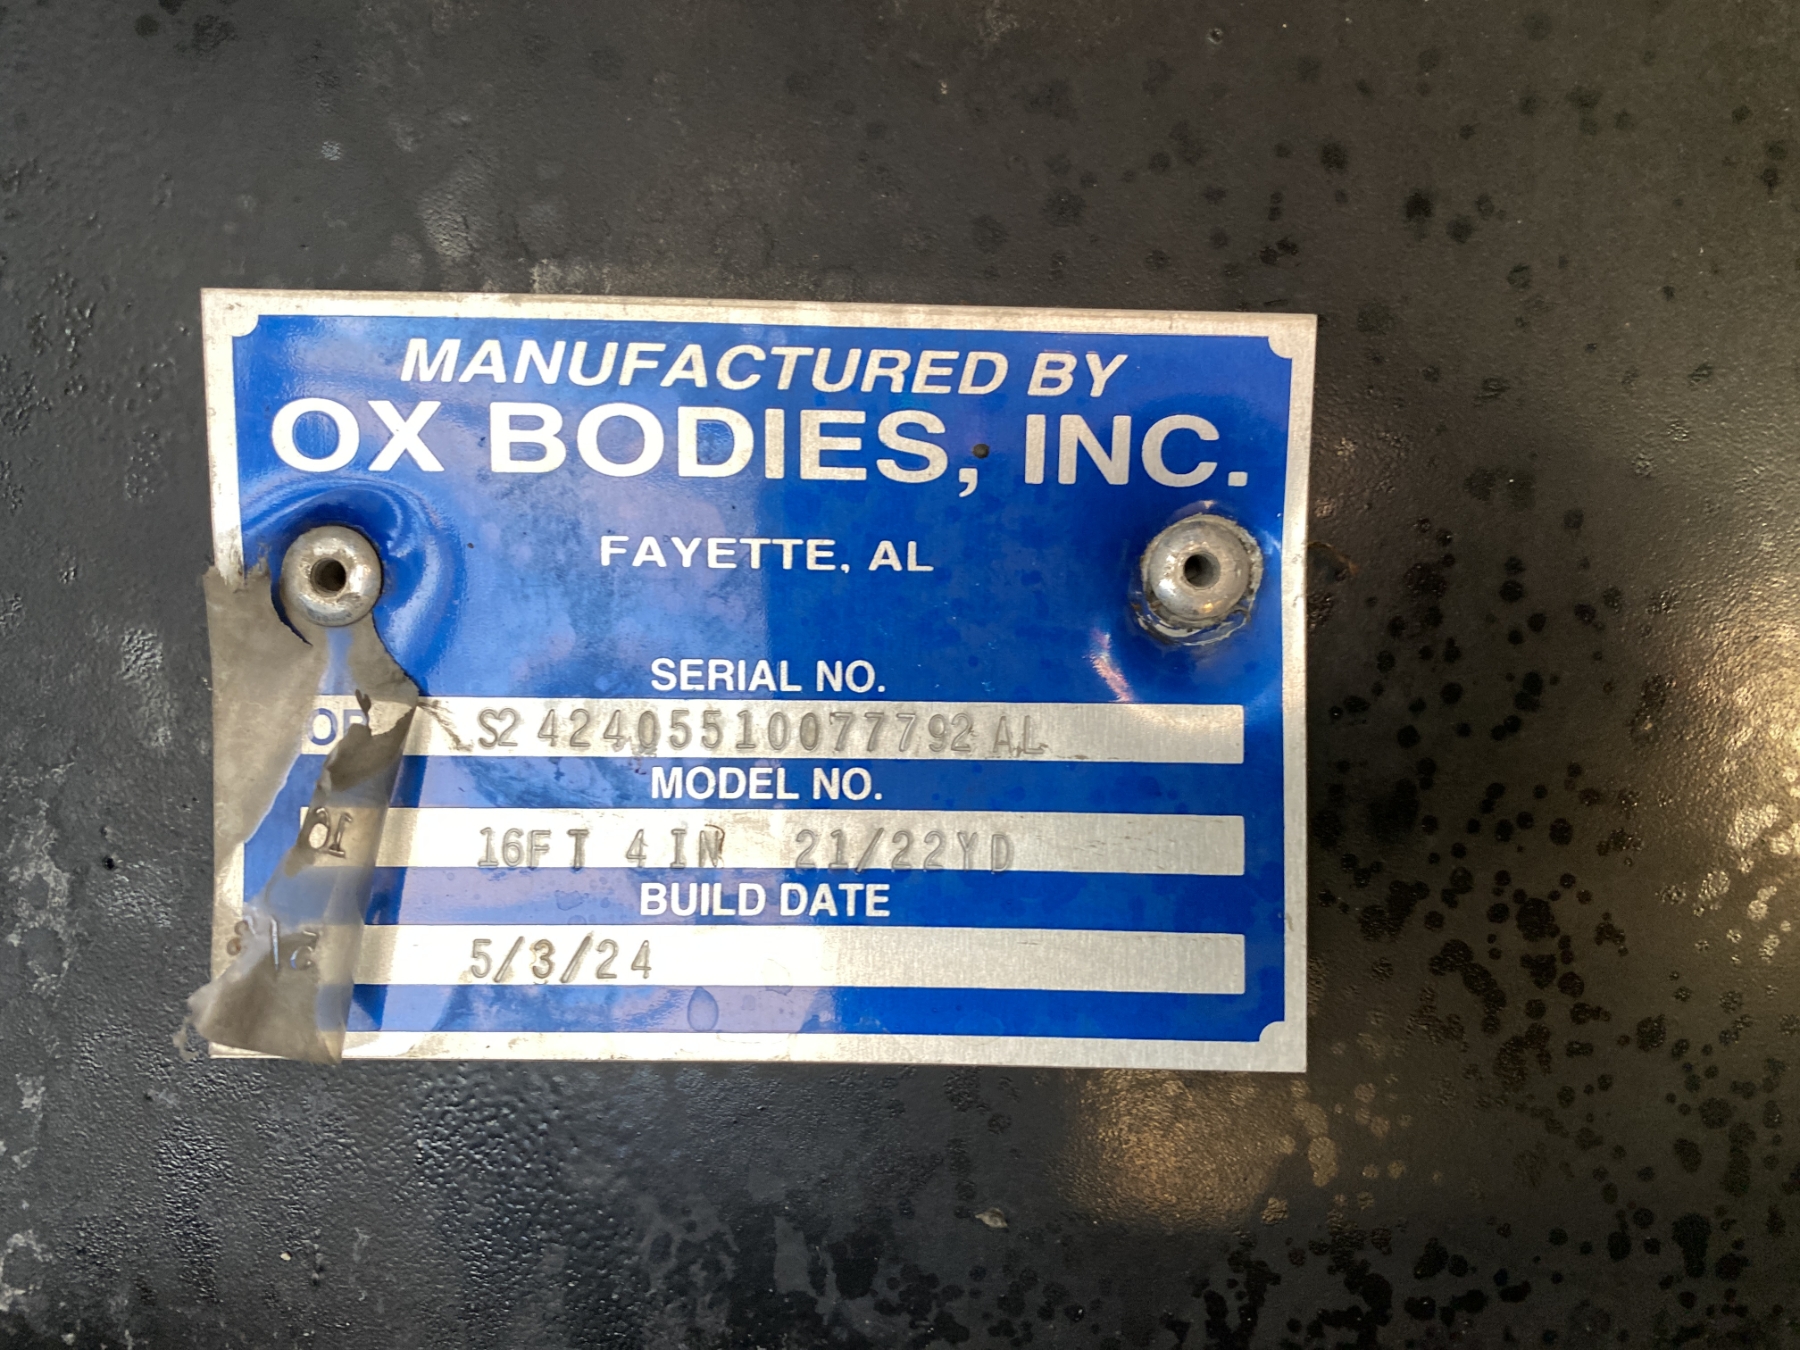 MANUFACTURED BY
OX BODIES, INC.
FAYETTE, AL
SERIAL NO.
S2 42405510077792 AL
MODEL NO.
16FT 4IN 21/22YD
BUILD DATE
5/3/24